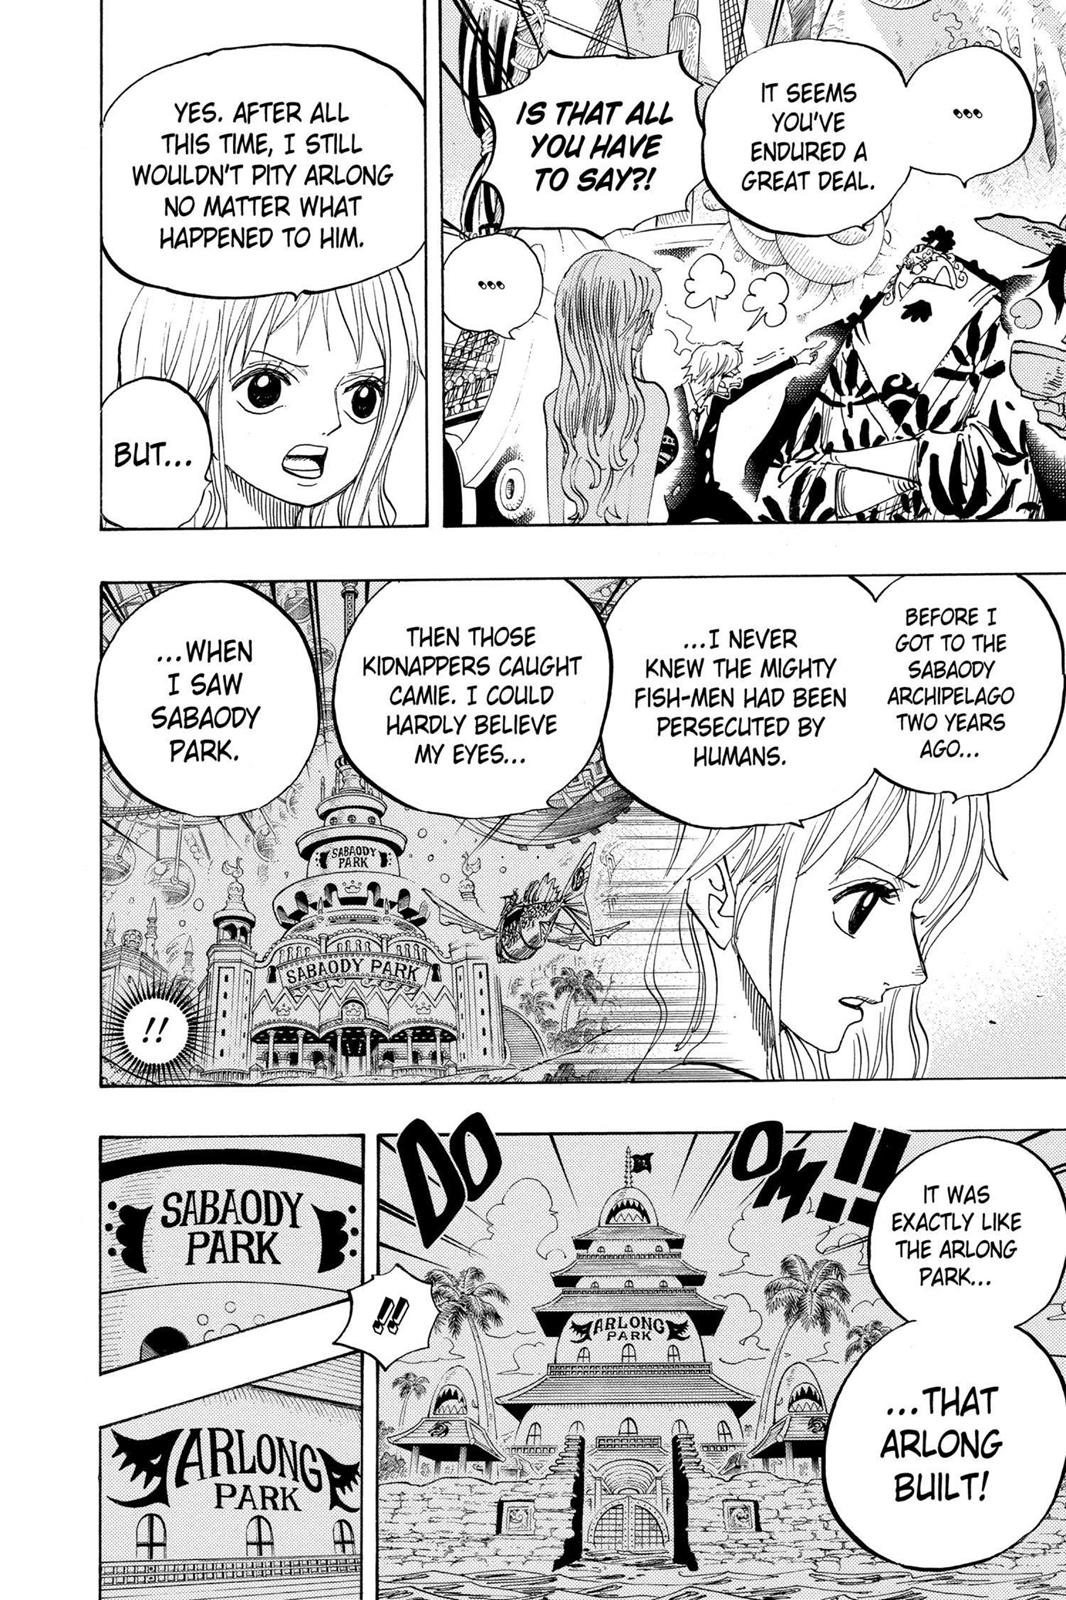 ...
IT SEEMS
YOU'VE
ENDURED A
GREAT DEAL.
IS THAT ALL
YOU HAVE
TO SAY?!
...
YES. AFTER ALL
THIS TIME, I STILL
WOULDN'T PITY ARLONG
NO MATTER WHAT
HAPPENED TO HIM.
BUT...
BEFORE I
GOT TO THE
SABAODY
ARCHIPELAGO
TWO YEARS
AGO...
...I NEVER
KNEW THE MIGHTY
FISH-MEN HAD BEEN
PERSECUTED BY
HUMANS.
THEN THOSE
KIDNAPPERS CAUGHT
CAMIE. I COULD
HARDLY BELIEVE
MY EYES...
...WHEN
I SAW
SABAODY
PARK.
SABAODY
PARK
SABAODY PARK
!!
IT WAS
EXACTLY LIKE
THE ARLONG
PARK...
...THAT
ARLONG
BUILT!
DOOM!!
ARLONG
PARK
!!
SABAODY
PARK
ARLONG
PARK